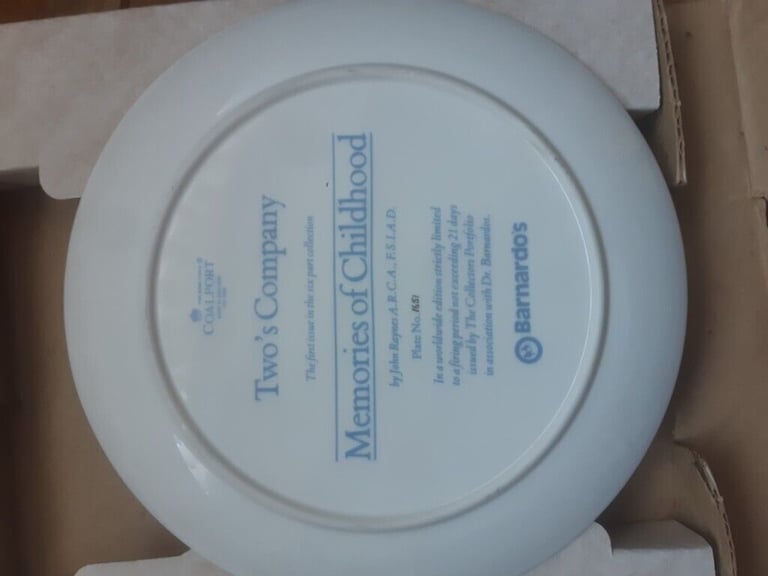 COALPORT
Two's Company
The first issue in the six part collection
Memories of Childhood
by John Raynes A.R.C.A., F.S.I.A.D.
Plate No.
In a worldwide edition strictly limited
to a firing period not exceeding 21 days
issued by The Collectors Portfolio
in association with Dr. Barnardos.
Barnardo's